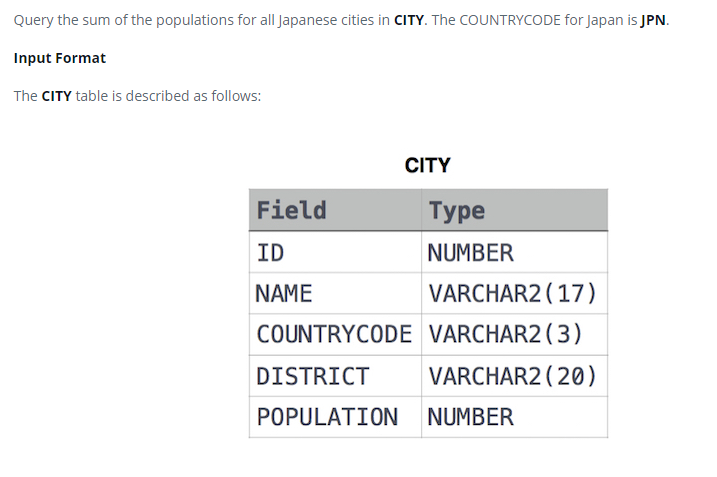 Query the sum of the populations for all Japanese cities in CITY. The COUNTRYCODE for Japan is JPN.
Input Format
The CITY table is described as follows:
CITY
Field Type
ID NUMBER
NAME VARCHAR2(17)
COUNTRYCODE VARCHAR2(3)
DISTRICT VARCHAR2(20)
POPULATION NUMBER